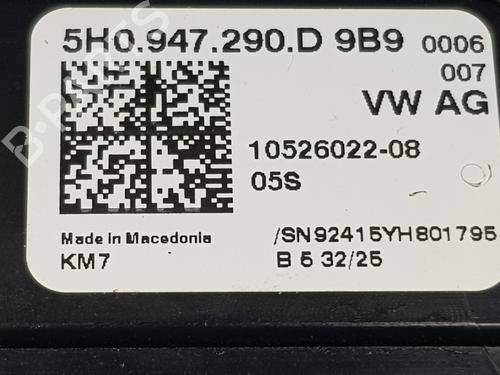 5H0.947.290.D 9B9 0006
007
VW AG
10526022-08
05S
Made in Macedonia
KM7
/SN92415YH801795
B 5 32/25
B-PARTS